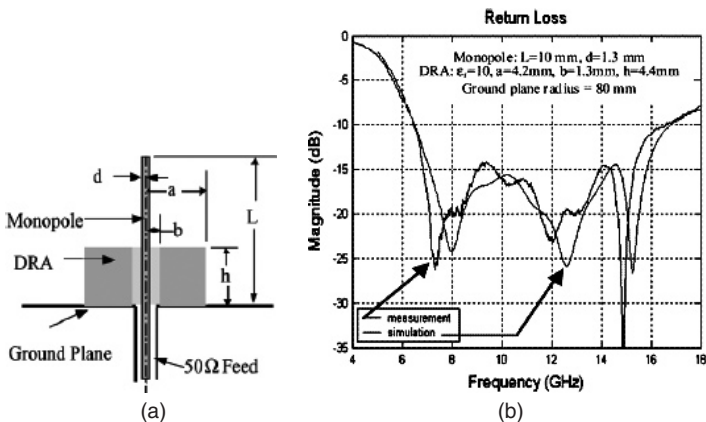 d
a
Monopole
b
L
DRA
h
Ground Plane
50Ω Feed
(a)
Return Loss
Monopole: L=10 mm, d=1.3 mm
DRA: εr=10, a=4.2mm, b=1.3mm, h=4.4mm
Ground plane radius = 80 mm
Magnitude (dB)
0
-5
-10
-15
-20
-25
-30
-35
measurement
simulation
4 6 8 10 12 14 16 18
Frequency (GHz)
(b)